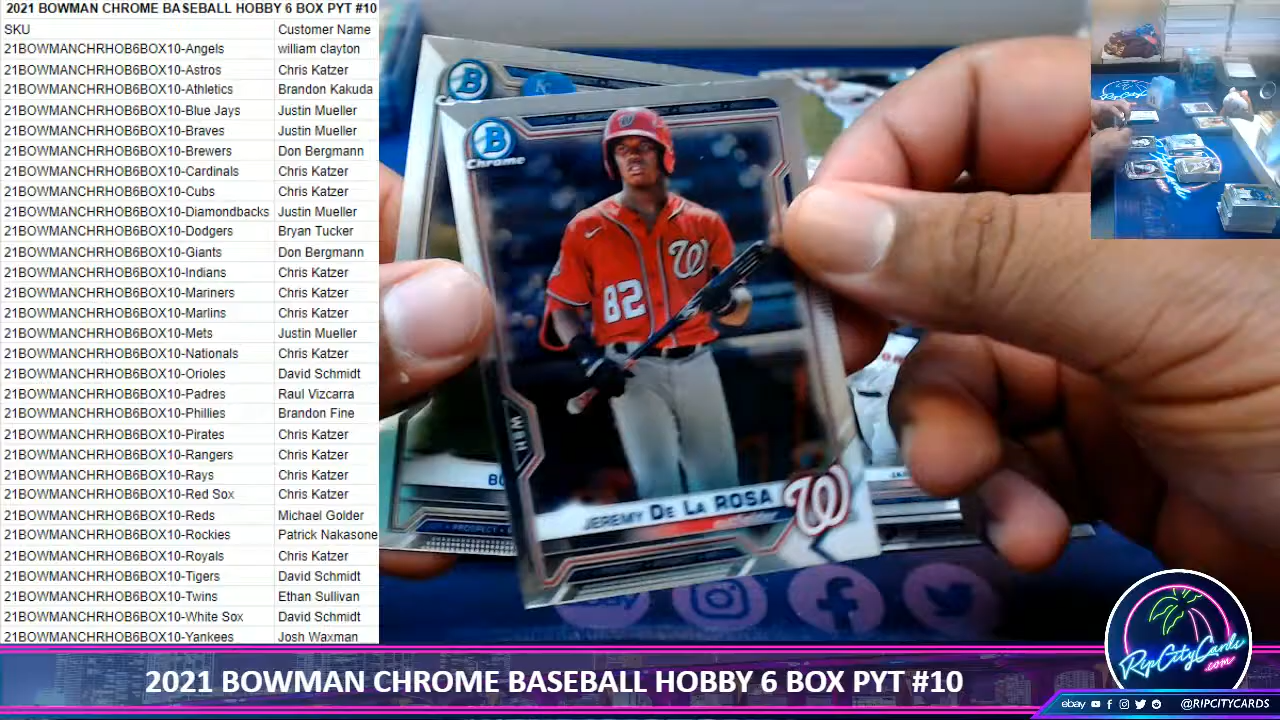 2021 BOWMAN CHROME BASEBALL HOBBY 6 BOX PYT #10
SKU Customer Name
21BOWMANCHRHOB6BOX10-Angels william clayton
21BOWMANCHRHOB6BOX10-Astros Chris Katzer
21BOWMANCHRHOB6BOX10-Athletics Brandon Kakuda
21BOWMANCHRHOB6BOX10-Blue Jays Justin Mueller
21BOWMANCHRHOB6BOX10-Braves Justin Mueller
21BOWMANCHRHOB6BOX10-Brewers Don Bergmann
21BOWMANCHRHOB6BOX10-Cardinals Chris Katzer
21BOWMANCHRHOB6BOX10-Cubs Chris Katzer
21BOWMANCHRHOB6BOX10-Diamondbacks Justin Mueller
21BOWMANCHRHOB6BOX10-Dodgers Bryan Tucker
21BOWMANCHRHOB6BOX10-Giants Don Bergmann
21BOWMANCHRHOB6BOX10-Indians Chris Katzer
21BOWMANCHRHOB6BOX10-Mariners Chris Katzer
21BOWMANCHRHOB6BOX10-Marlins Chris Katzer
21BOWMANCHRHOB6BOX10-Mets Justin Mueller
21BOWMANCHRHOB6BOX10-Nationals Chris Katzer
21BOWMANCHRHOB6BOX10-Orioles David Schmidt
21BOWMANCHRHOB6BOX10-Padres Raul Vizcarra
21BOWMANCHRHOB6BOX10-Phillies Brandon Fine
21BOWMANCHRHOB6BOX10-Pirates Chris Katzer
21BOWMANCHRHOB6BOX10-Rangers Chris Katzer
21BOWMANCHRHOB6BOX10-Rays Chris Katzer
21BOWMANCHRHOB6BOX10-Red Sox Chris Katzer
21BOWMANCHRHOB6BOX10-Reds Michael Golder
21BOWMANCHRHOB6BOX10-Rockies Patrick Nakasone
21BOWMANCHRHOB6BOX10-Royals Chris Katzer
21BOWMANCHRHOB6BOX10-Tigers David Schmidt
21BOWMANCHRHOB6BOX10-Twins Ethan Sullivan
21BOWMANCHRHOB6BOX10-White Sox David Schmidt
21BOWMANCHRHOB6BOX10-Yankees Josh Waxman
B
KC
B
Chrome
W
W
82
WSH
JEREMY DE LA ROSA
W
RipCityCards
.com
2021 BOWMAN CHROME BASEBALL HOBBY 6 BOX PYT #10
ebay @RIPCITYCARDS